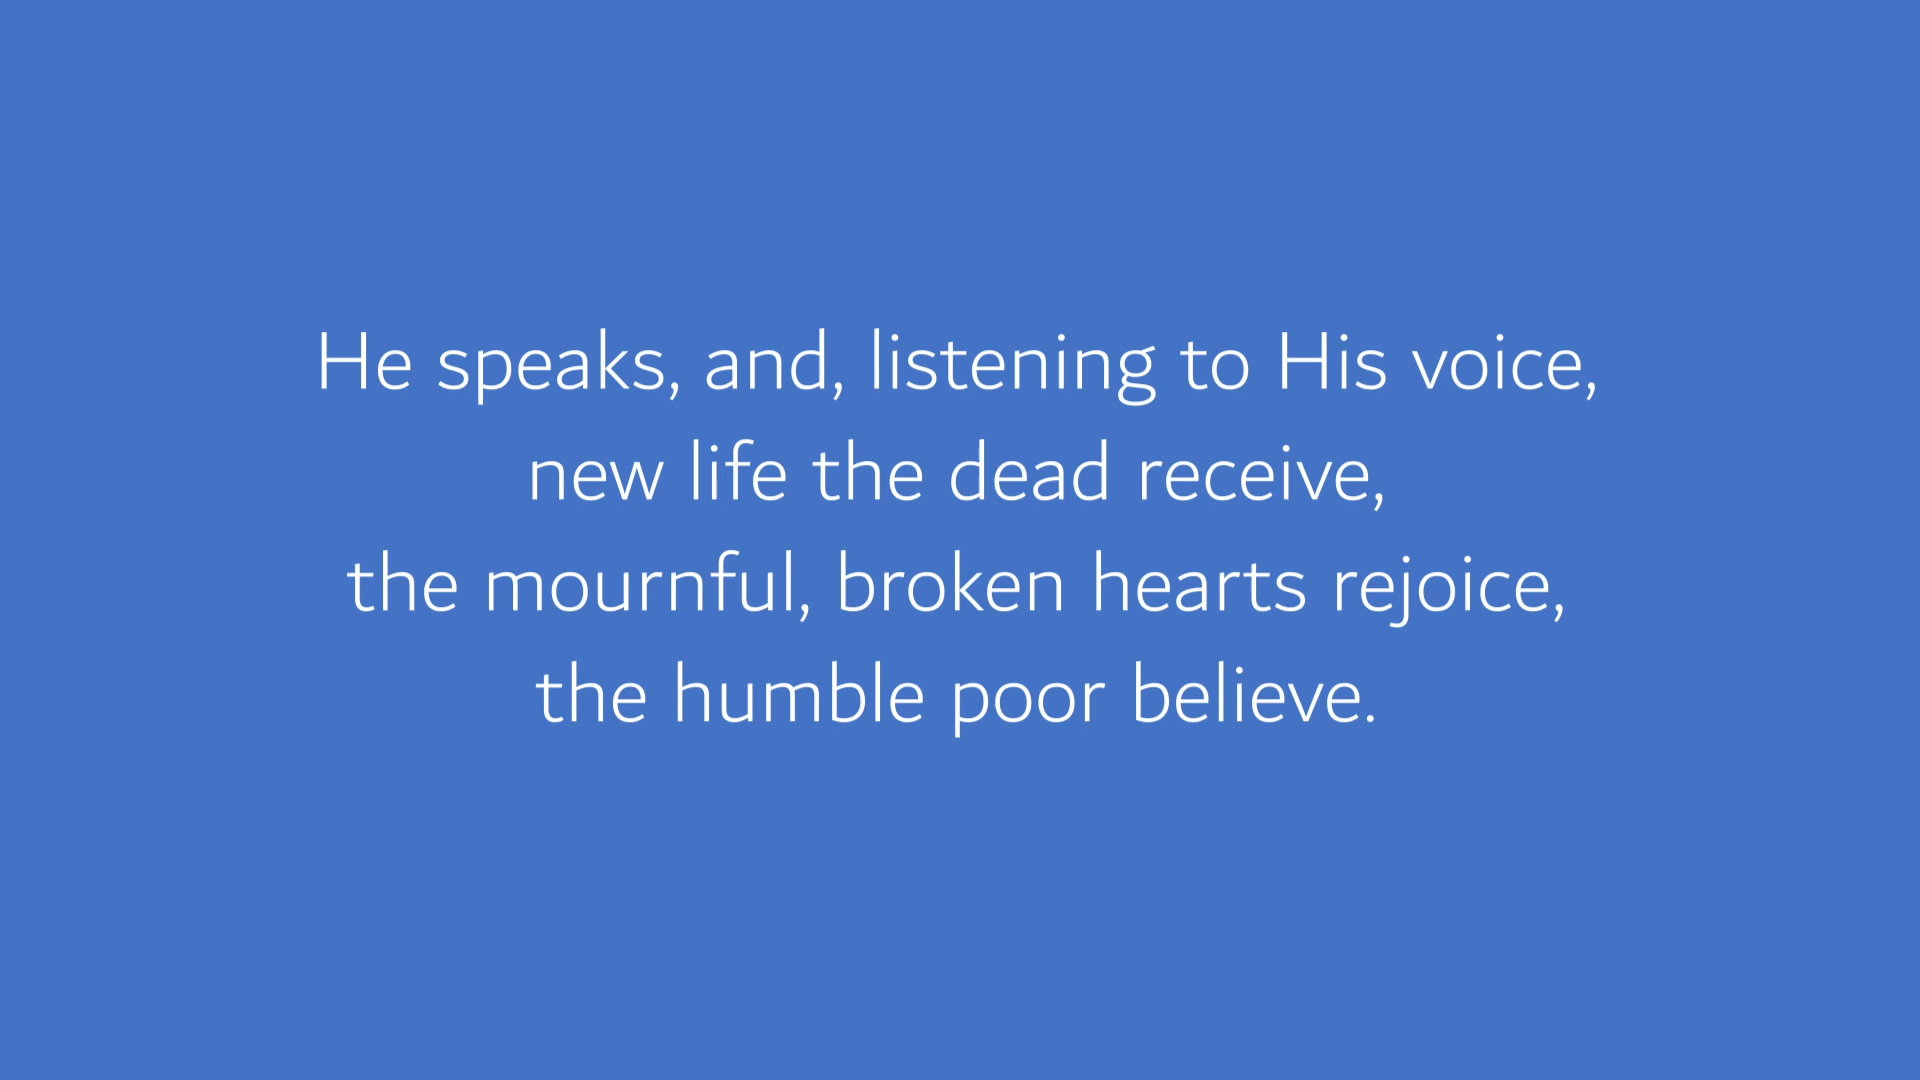 He speaks, and, listening to His voice,
new life the dead receive,
the mournful, broken hearts rejoice,
the humble poor believe.